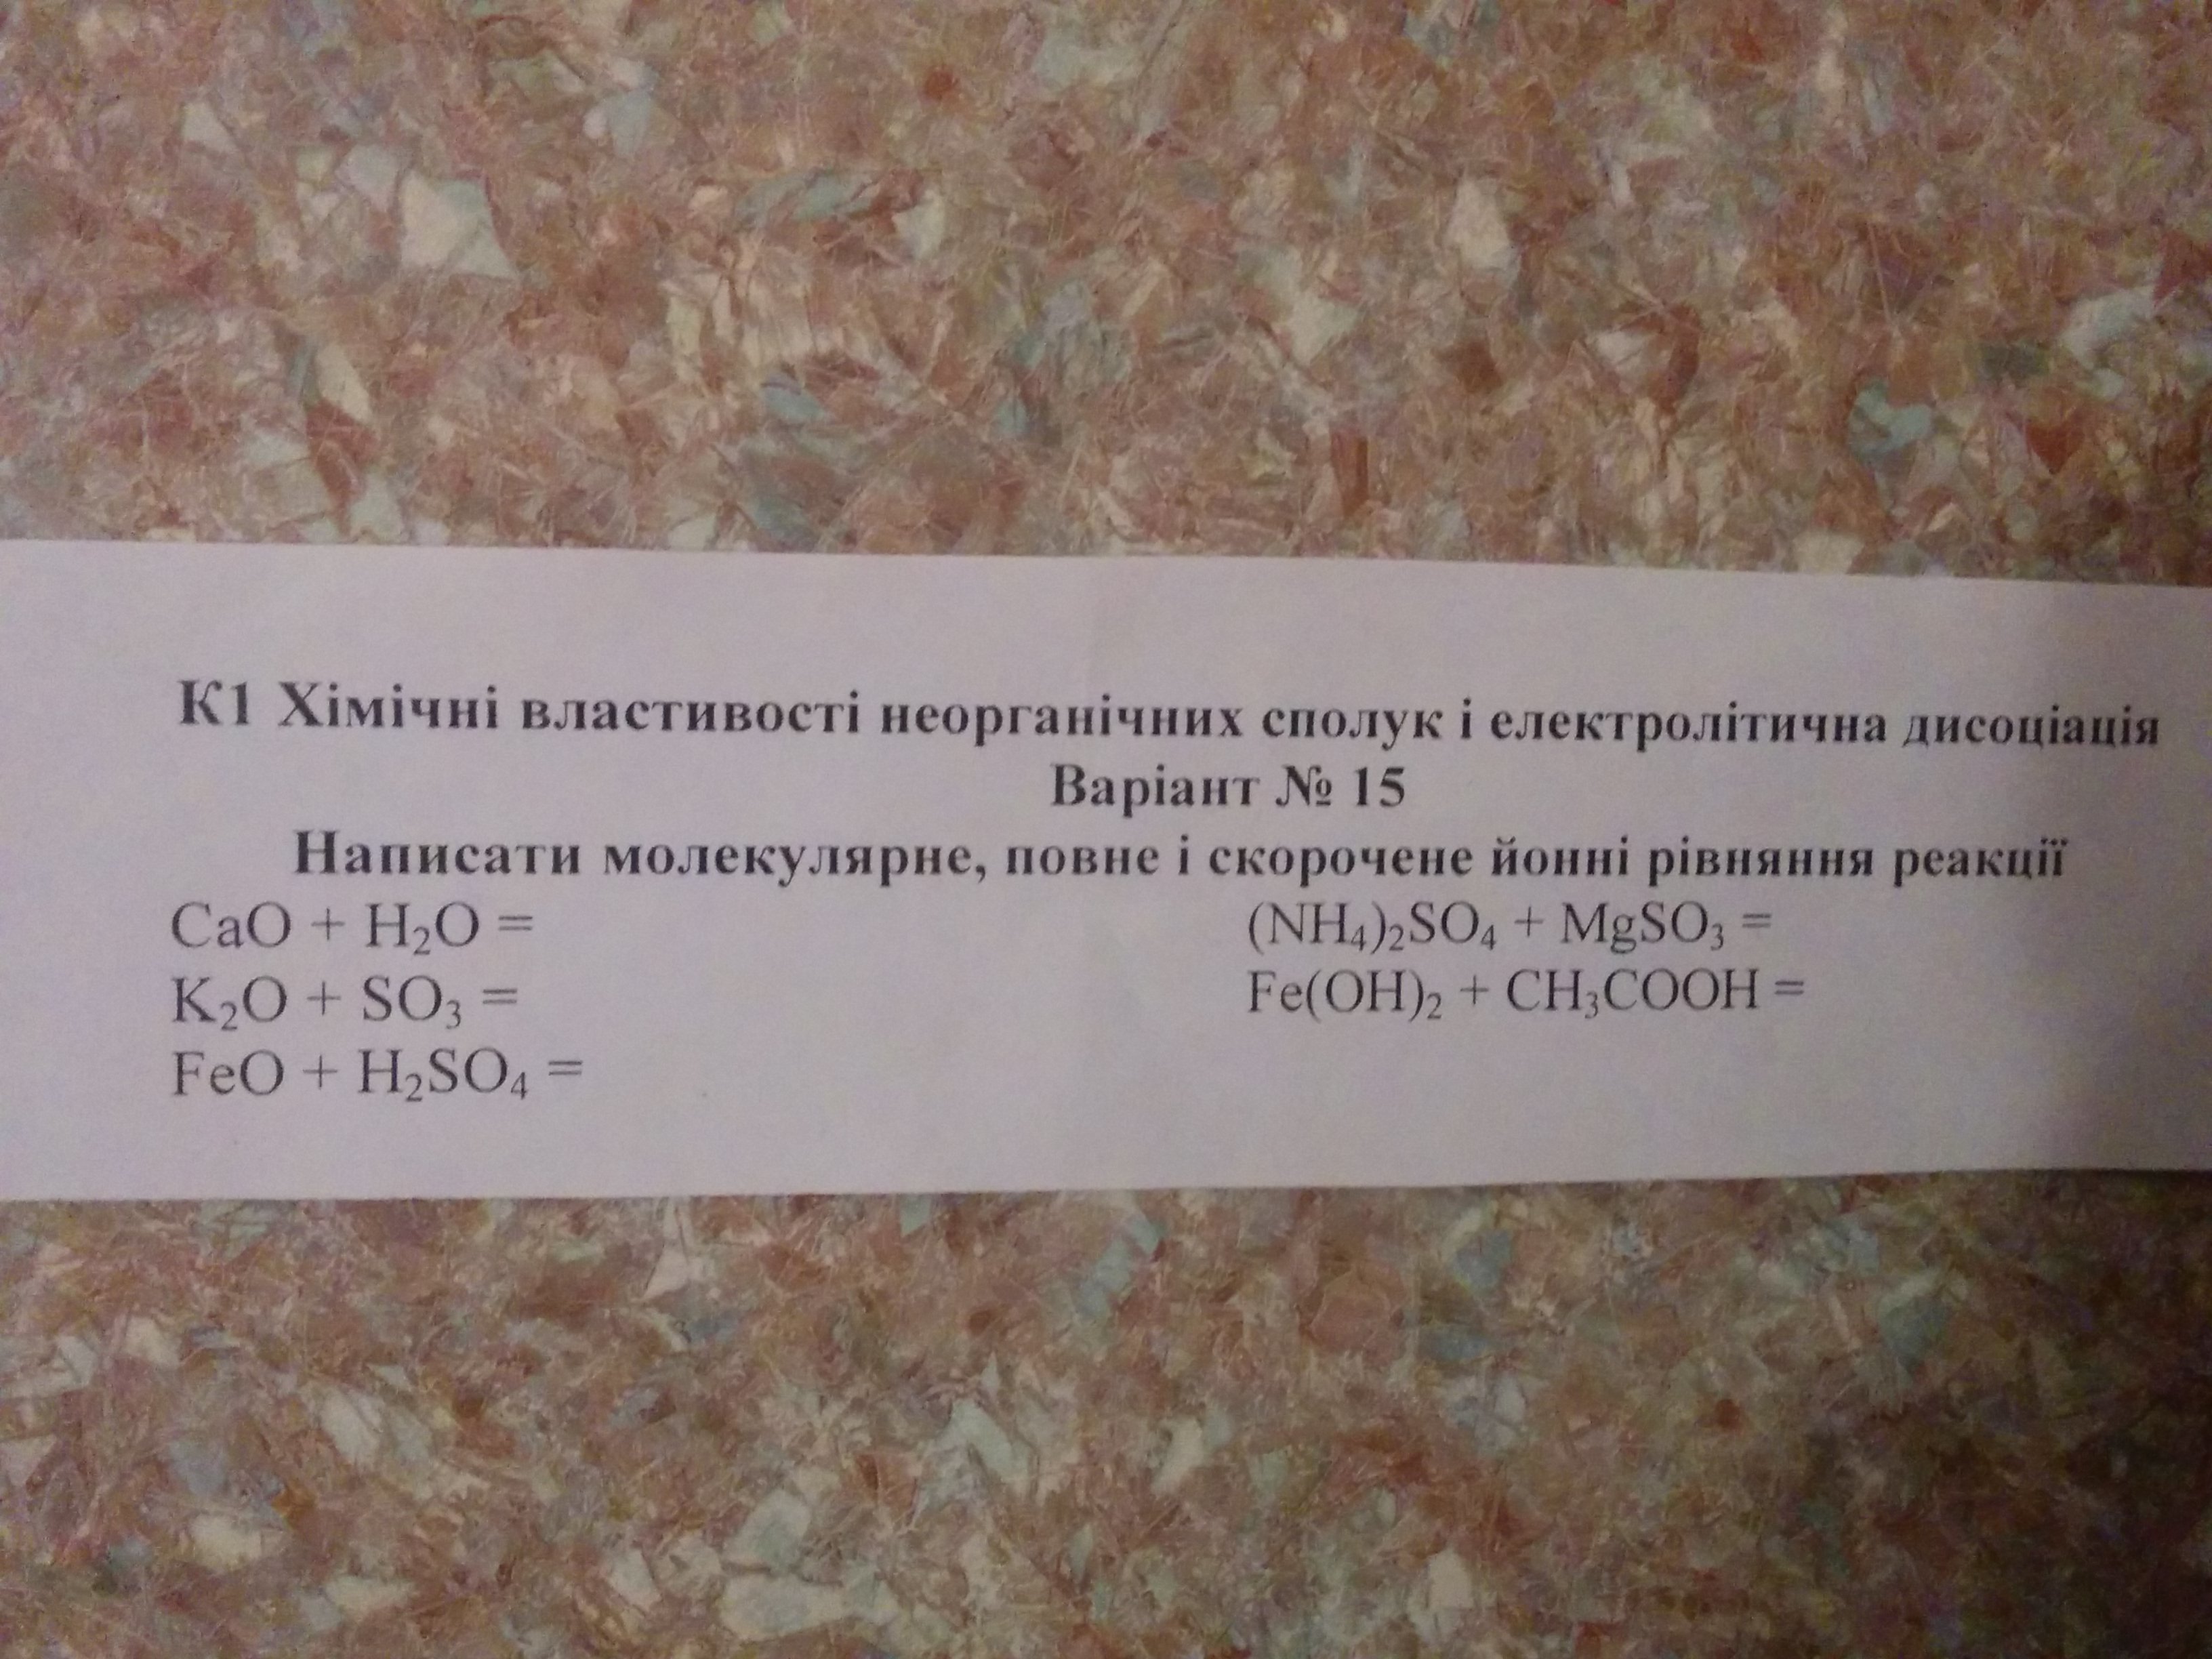 К1 Хімічні властивості неорганічних сполук і електролітична дисоціація
Варіант № 15
Написати молекулярне, повне і скорочене йонні рівняння реакції
CaO + H₂O =
K₂O + SO₃ =
FeO + H₂SO₄ =
(NH₄)₂SO₄ + MgSO₃ =
Fe(OH)₂ + CH₃COOH =